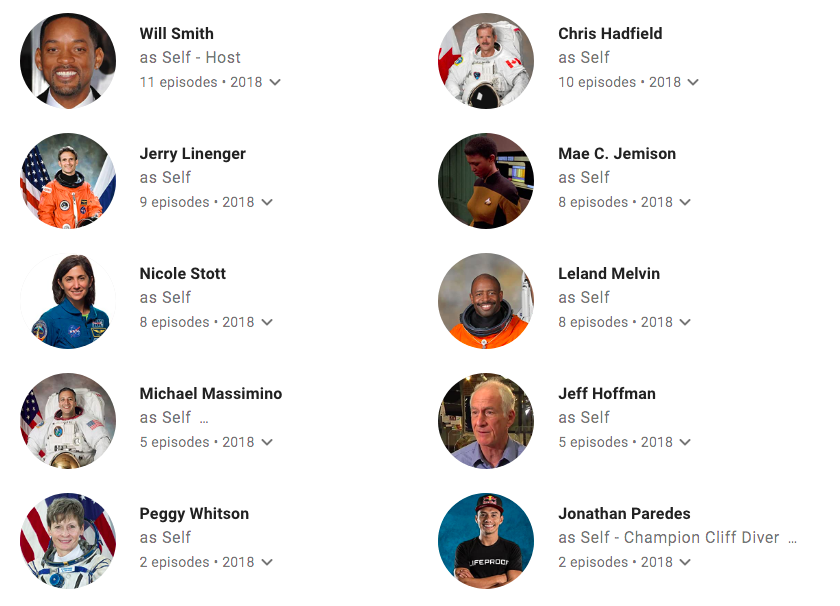 Will Smith
as Self - Host
11 episodes • 2018
Chris Hadfield
as Self
10 episodes • 2018
Jerry Linenger
as Self
9 episodes • 2018
Mae C. Jemison
as Self
8 episodes • 2018
Nicole Stott
as Self
8 episodes • 2018
Leland Melvin
as Self
8 episodes • 2018
Michael Massimino
as Self ...
5 episodes • 2018
Jeff Hoffman
as Self
5 episodes • 2018
Peggy Whitson
as Self
2 episodes • 2018
Jonathan Paredes
as Self - Champion Cliff Diver ...
2 episodes • 2018
LIFEPROOF